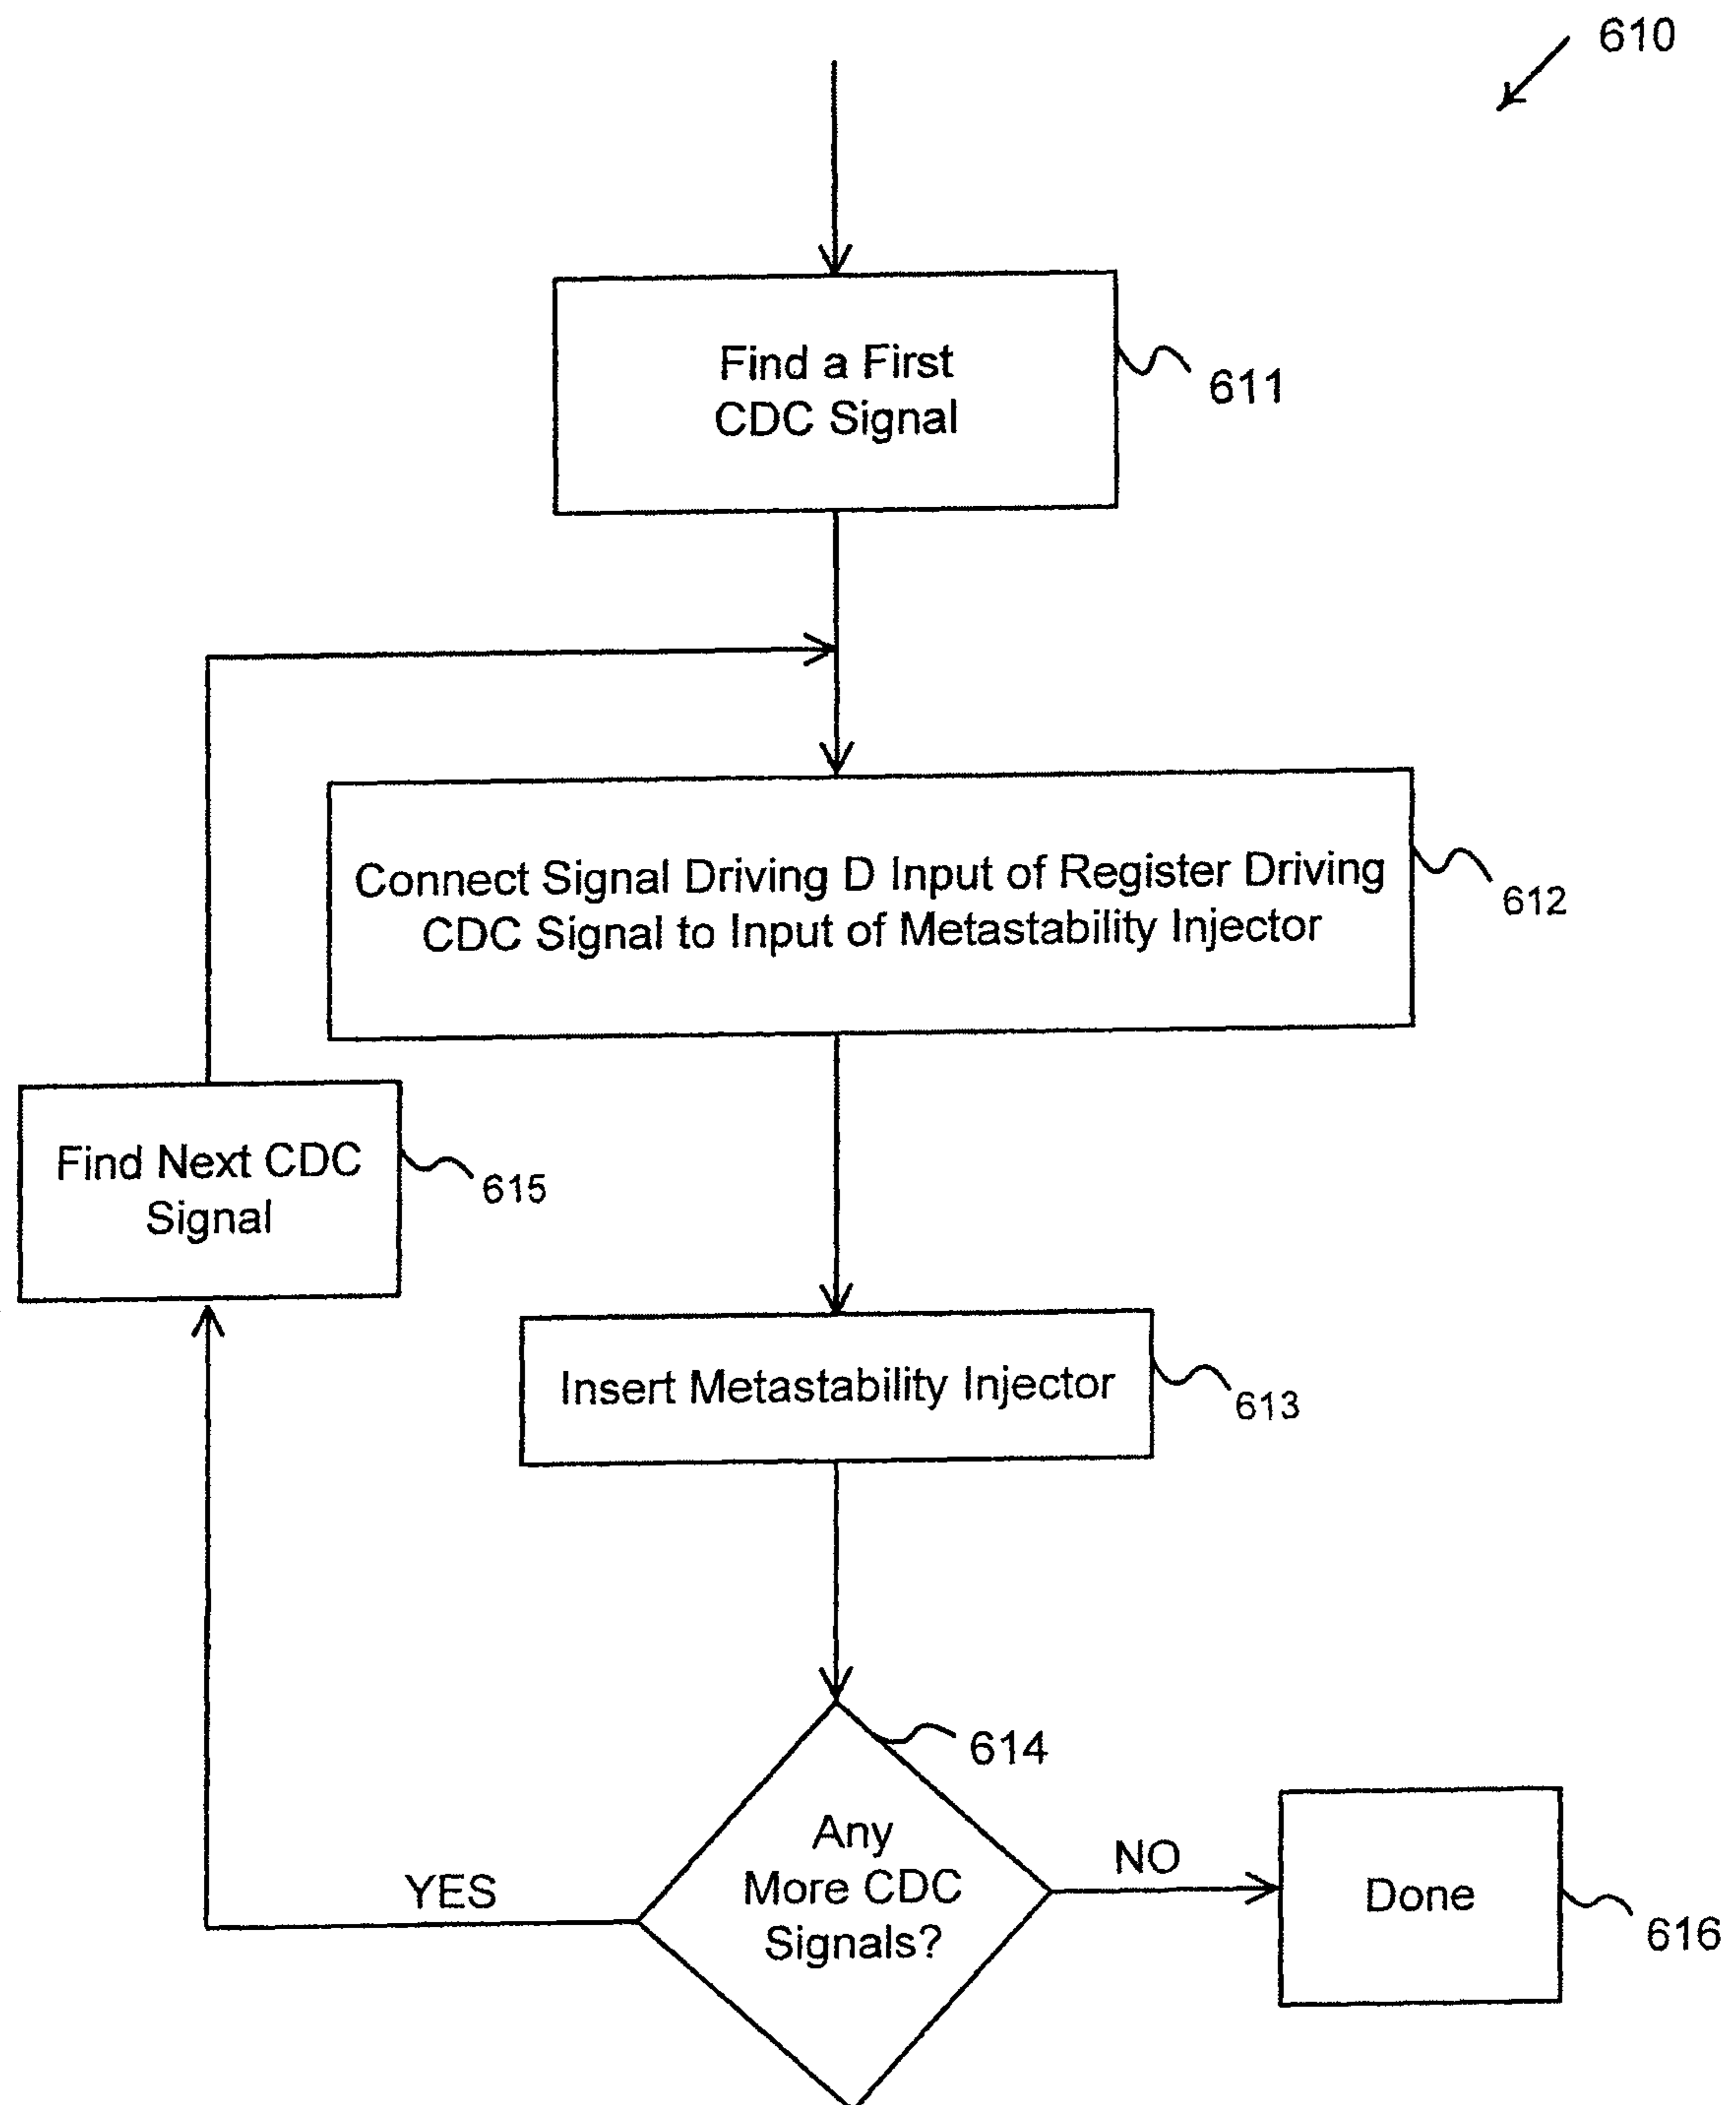 610
Find a First
CDC Signal
611
Connect Signal Driving D Input of Register Driving
CDC Signal to Input of Metastability Injector
612
Find Next CDC
Signal
615
Insert Metastability Injector
613
614
Any
More CDC
Signals?
YES
NO
Done
616